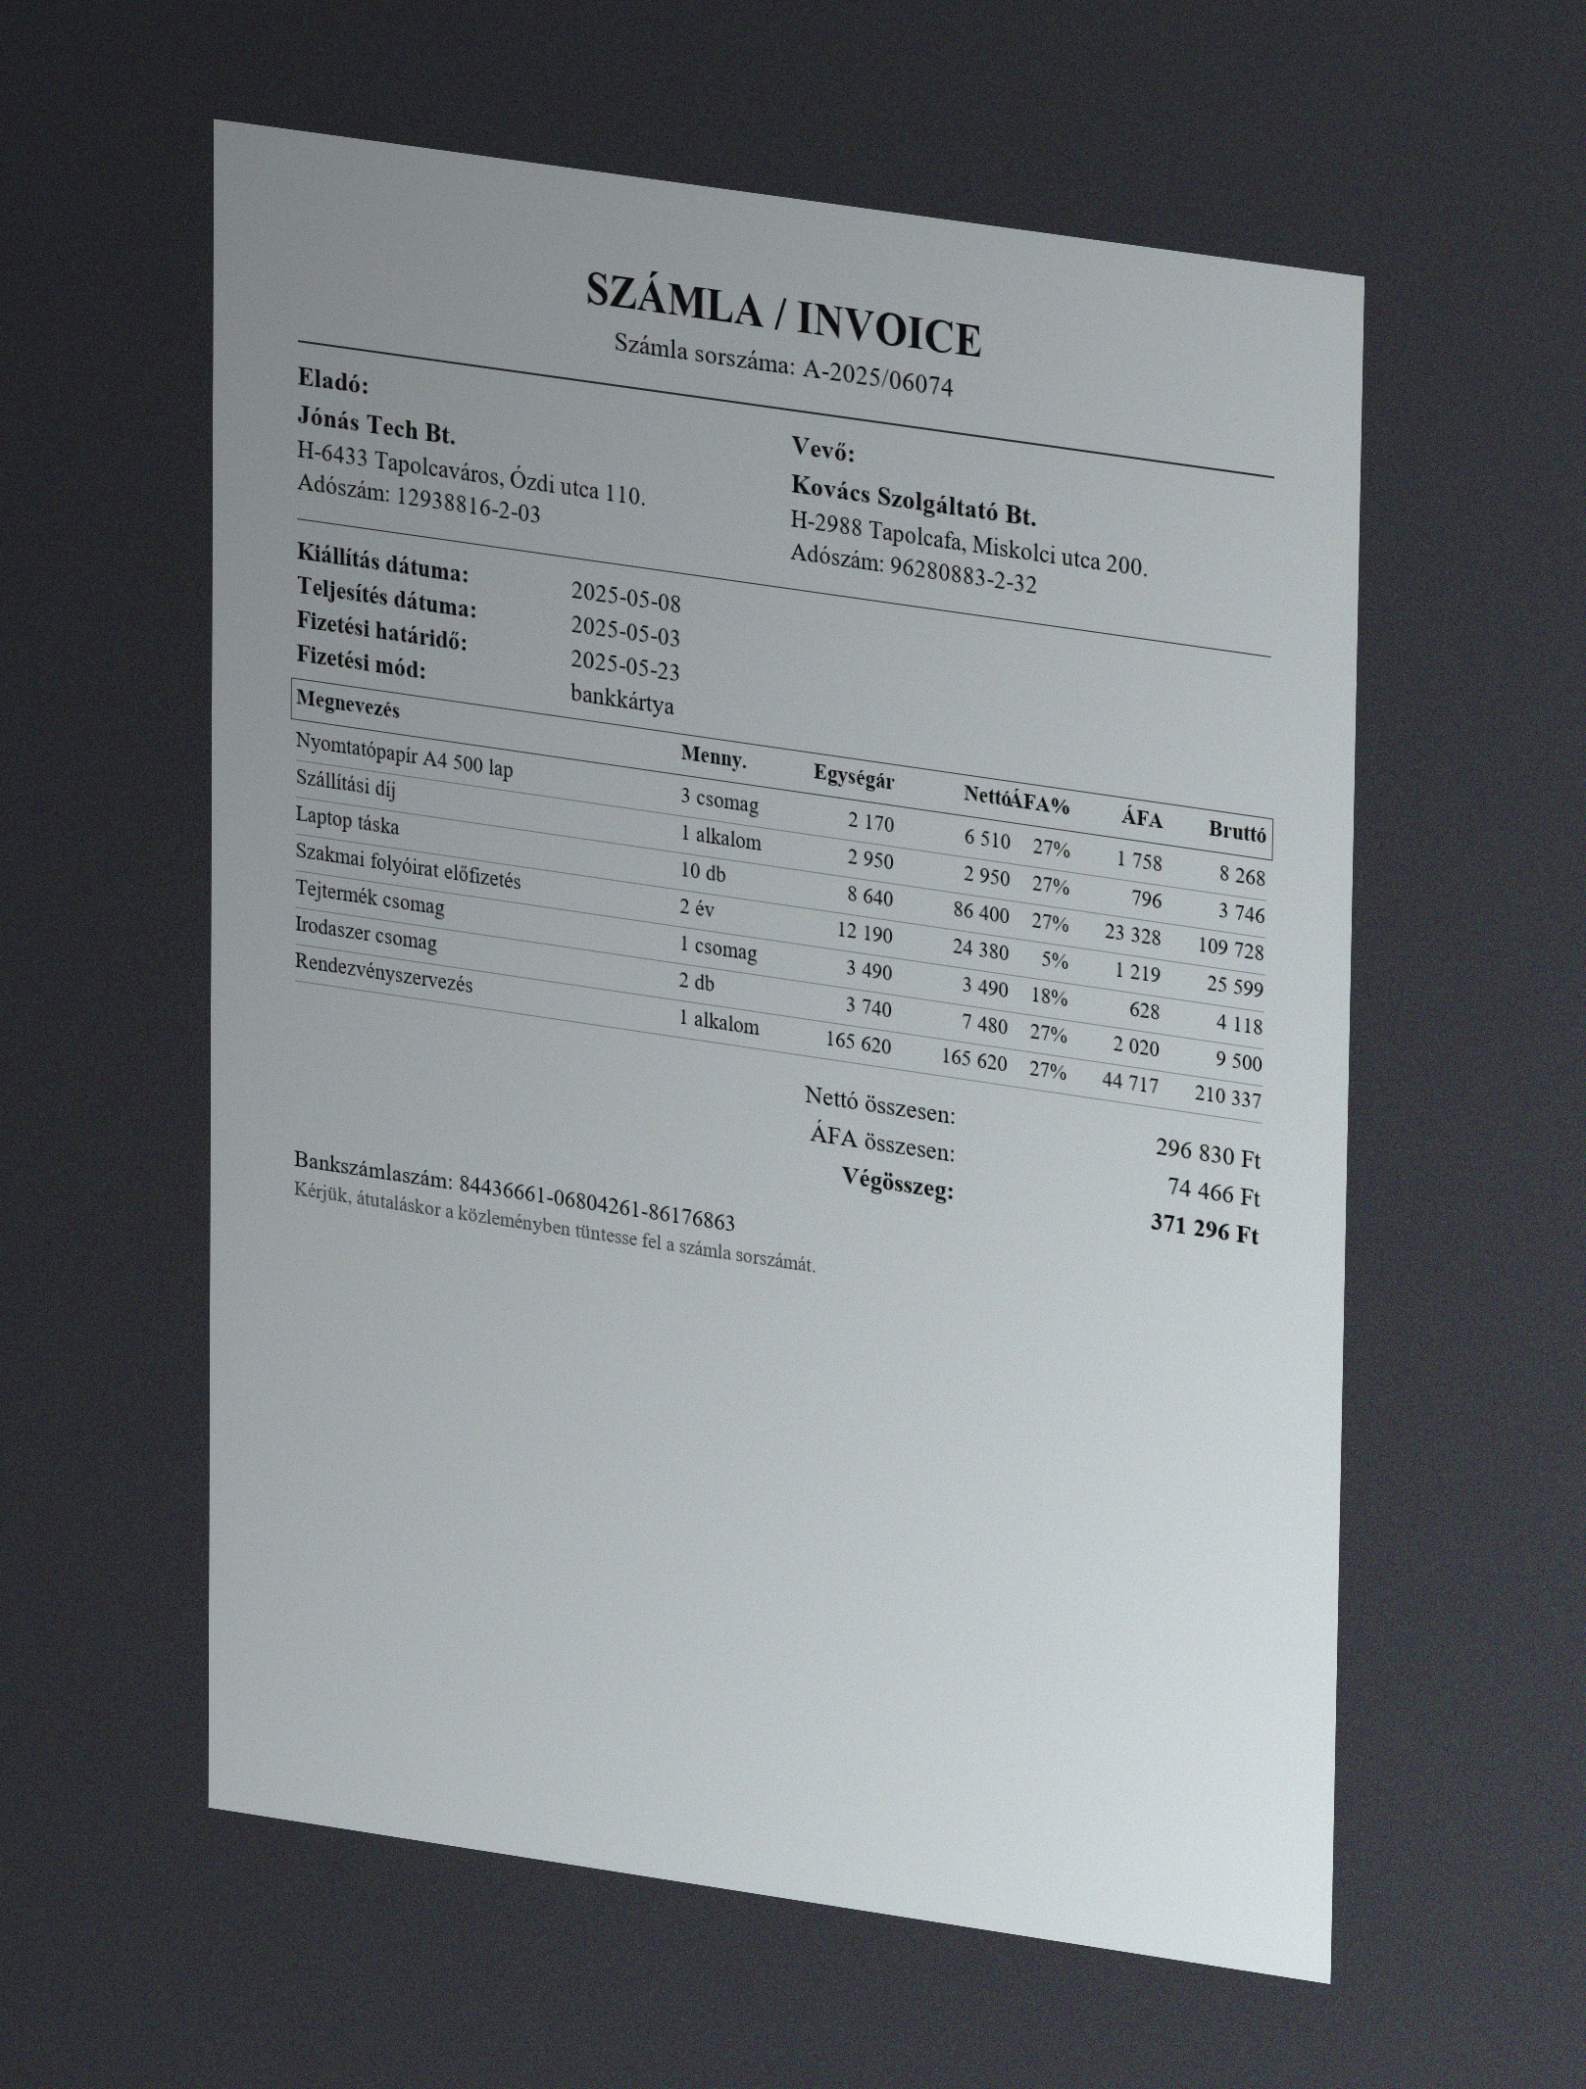 SZÁMLA / INVOICE
Számla sorszáma: A-2025/06074
Eladó:
Jónás Tech Bt.
H-6433 Tapolcaváros, Ózdi utca 110.
Adószám: 12938816-2-03
Vevő:
Kovács Szolgáltató Bt.
H-2988 Tapolcafa, Miskolci utca 200.
Adószám: 96280883-2-32
Kiállítás dátuma: 2025-05-08
Teljesítés dátuma: 2025-05-03
Fizetési határidő: 2025-05-23
Fizetési mód: bankkártya
Megnevezés Menny. Egységár Nettó ÁFA% ÁFA Bruttó
Nyomtatópapír A4 500 lap 3 csomag 2 170 6 510 27% 1 758 8 268
Szállítási díj 1 alkalom 2 950 2 950 27% 796 3 746
Laptop táska 10 db 8 640 86 400 27% 23 328 109 728
Szakmai folyóirat előfizetés 2 év 12 190 24 380 5% 1 219 25 599
Tejtermék csomag 1 csomag 3 490 3 490 18% 628 4 118
Irodaszer csomag 2 db 3 740 7 480 27% 2 020 9 500
Rendezvényszervezés 1 alkalom 165 620 165 620 27% 44 717 210 337
Nettó összesen: 296 830 Ft
ÁFA összesen: 74 466 Ft
Végösszeg: 371 296 Ft
Bankszámlaszám: 84436661-06804261-86176863
Kérjük, átutaláskor a közleményben tüntesse fel a számla sorszámát.